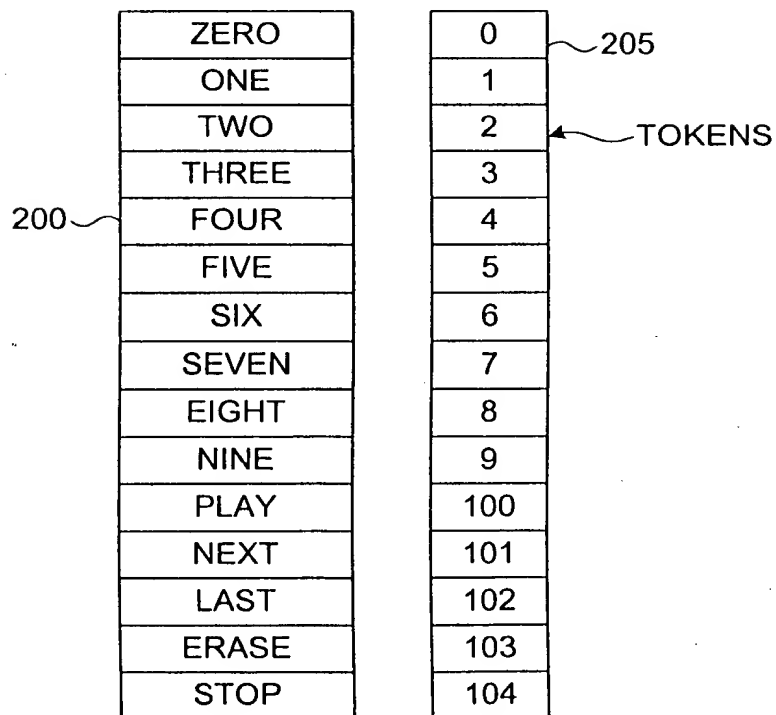 ZERO 0 205
ONE 1
TWO 2 TOKENS
THREE 3
200 FOUR 4
FIVE 5
SIX 6
SEVEN 7
EIGHT 8
NINE 9
PLAY 100
NEXT 101
LAST 102
ERASE 103
STOP 104